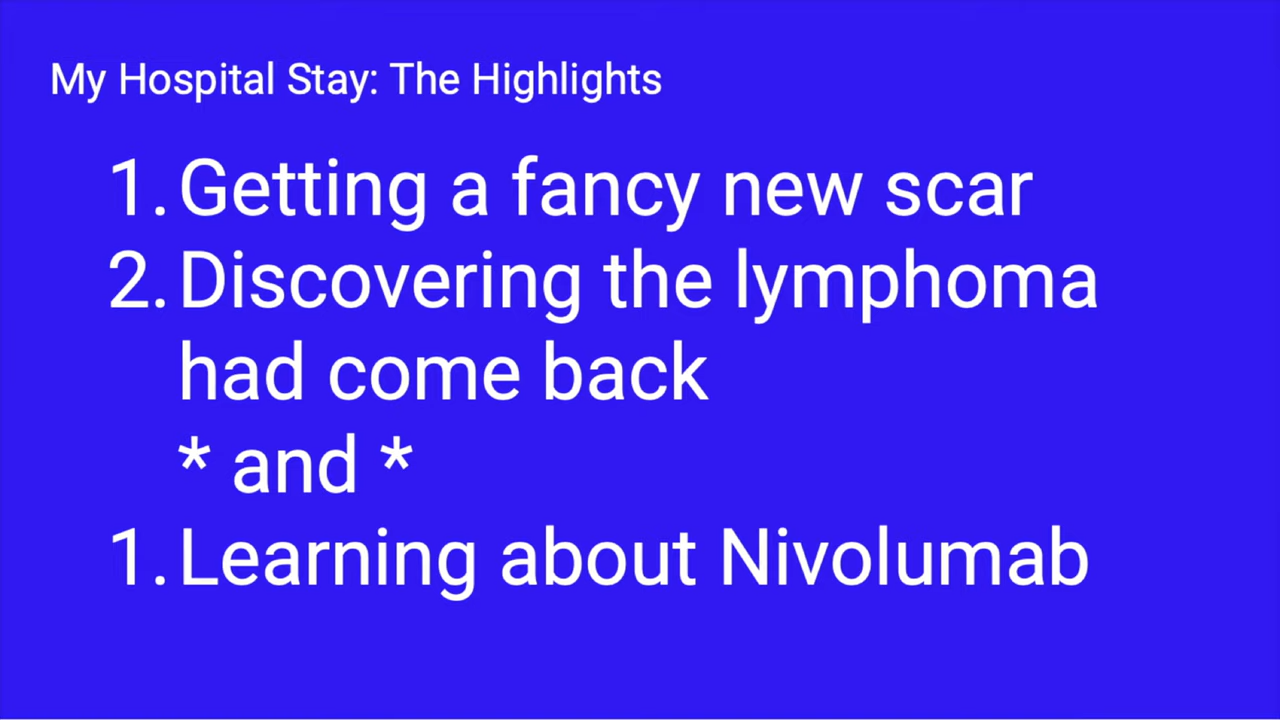 My Hospital Stay: The Highlights
1. Getting a fancy new scar
2. Discovering the lymphoma
had come back
* and *
1. Learning about Nivolumab